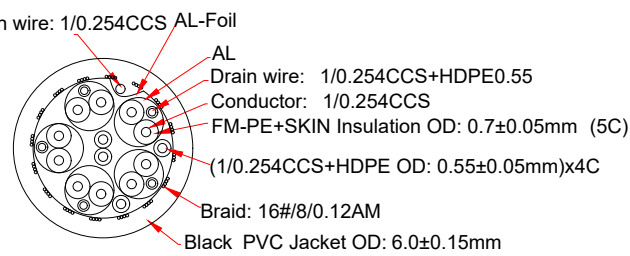 wire: 1/0.254CCS
AL-Foil
AL
Drain wire: 1/0.254CCS+HDPE0.55
Conductor: 1/0.254CCS
FM-PE+SKIN Insulation OD: 0.7±0.05mm (5C)
(1/0.254CCS+HDPE OD: 0.55±0.05mm)x4C
Braid: 16#/8/0.12AM
Black PVC Jacket OD: 6.0±0.15mm